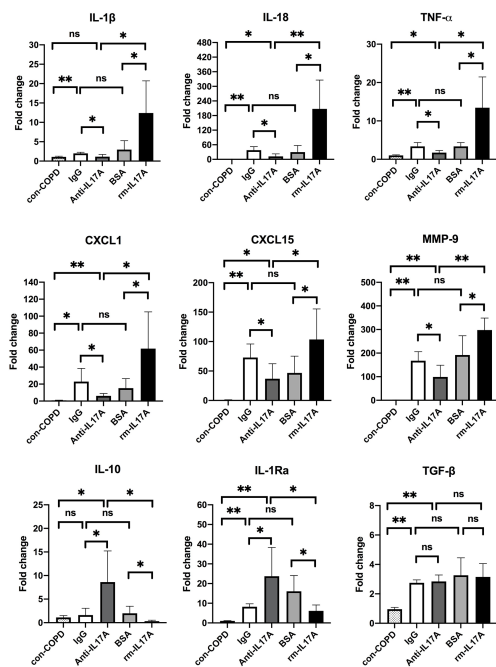 IL-1β
IL-18
TNF-α
Fold change
25
20
15
10
5
0
ns
*
**
ns
*
*
con-COPD
IgG
Anti-IL17A
BSA
rm-IL17A
Fold change
480
420
360
300
240
180
120
60
0
*
**
**
ns
*
*
con-COPD
IgG
Anti-IL17A
BSA
rm-IL17A
Fold change
30
20
10
0
*
*
**
ns
*
*
con-COPD
IgG
Anti-IL17A
BSA
rm-IL17A
CXCL1
CXCL15
MMP-9
Fold change
140
120
100
80
60
40
20
0
**
*
*
ns
*
*
con-COPD
IgG
Anti-IL17A
BSA
rm-IL17A
Fold change
150
100
50
0
*
*
**
ns
*
*
con-COPD
IgG
Anti-IL17A
BSA
rm-IL17A
Fold change
500
400
300
200
100
0
**
**
**
ns
*
*
con-COPD
IgG
Anti-IL17A
BSA
rm-IL17A
IL-10
IL-1Ra
TGF-β
Fold change
25
20
15
10
5
0
*
*
ns
ns
*
*
con-COPD
IgG
Anti-IL17A
BSA
rm-IL17A
Fold change
60
50
40
30
20
10
0
**
*
**
ns
*
*
con-COPD
IgG
Anti-IL17A
BSA
rm-IL17A
Fold change
8
6
4
2
0
**
ns
**
ns
ns
ns
con-COPD
IgG
Anti-IL17A
BSA
rm-IL17A